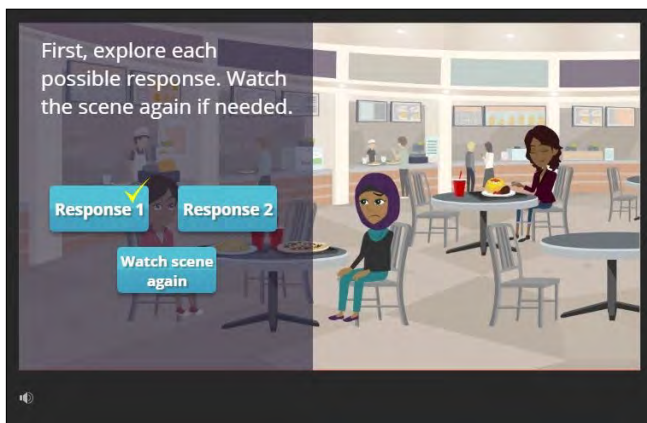 First, explore each
possible response. Watch
the scene again if needed.
Response 1 Response 2
Watch scene
again